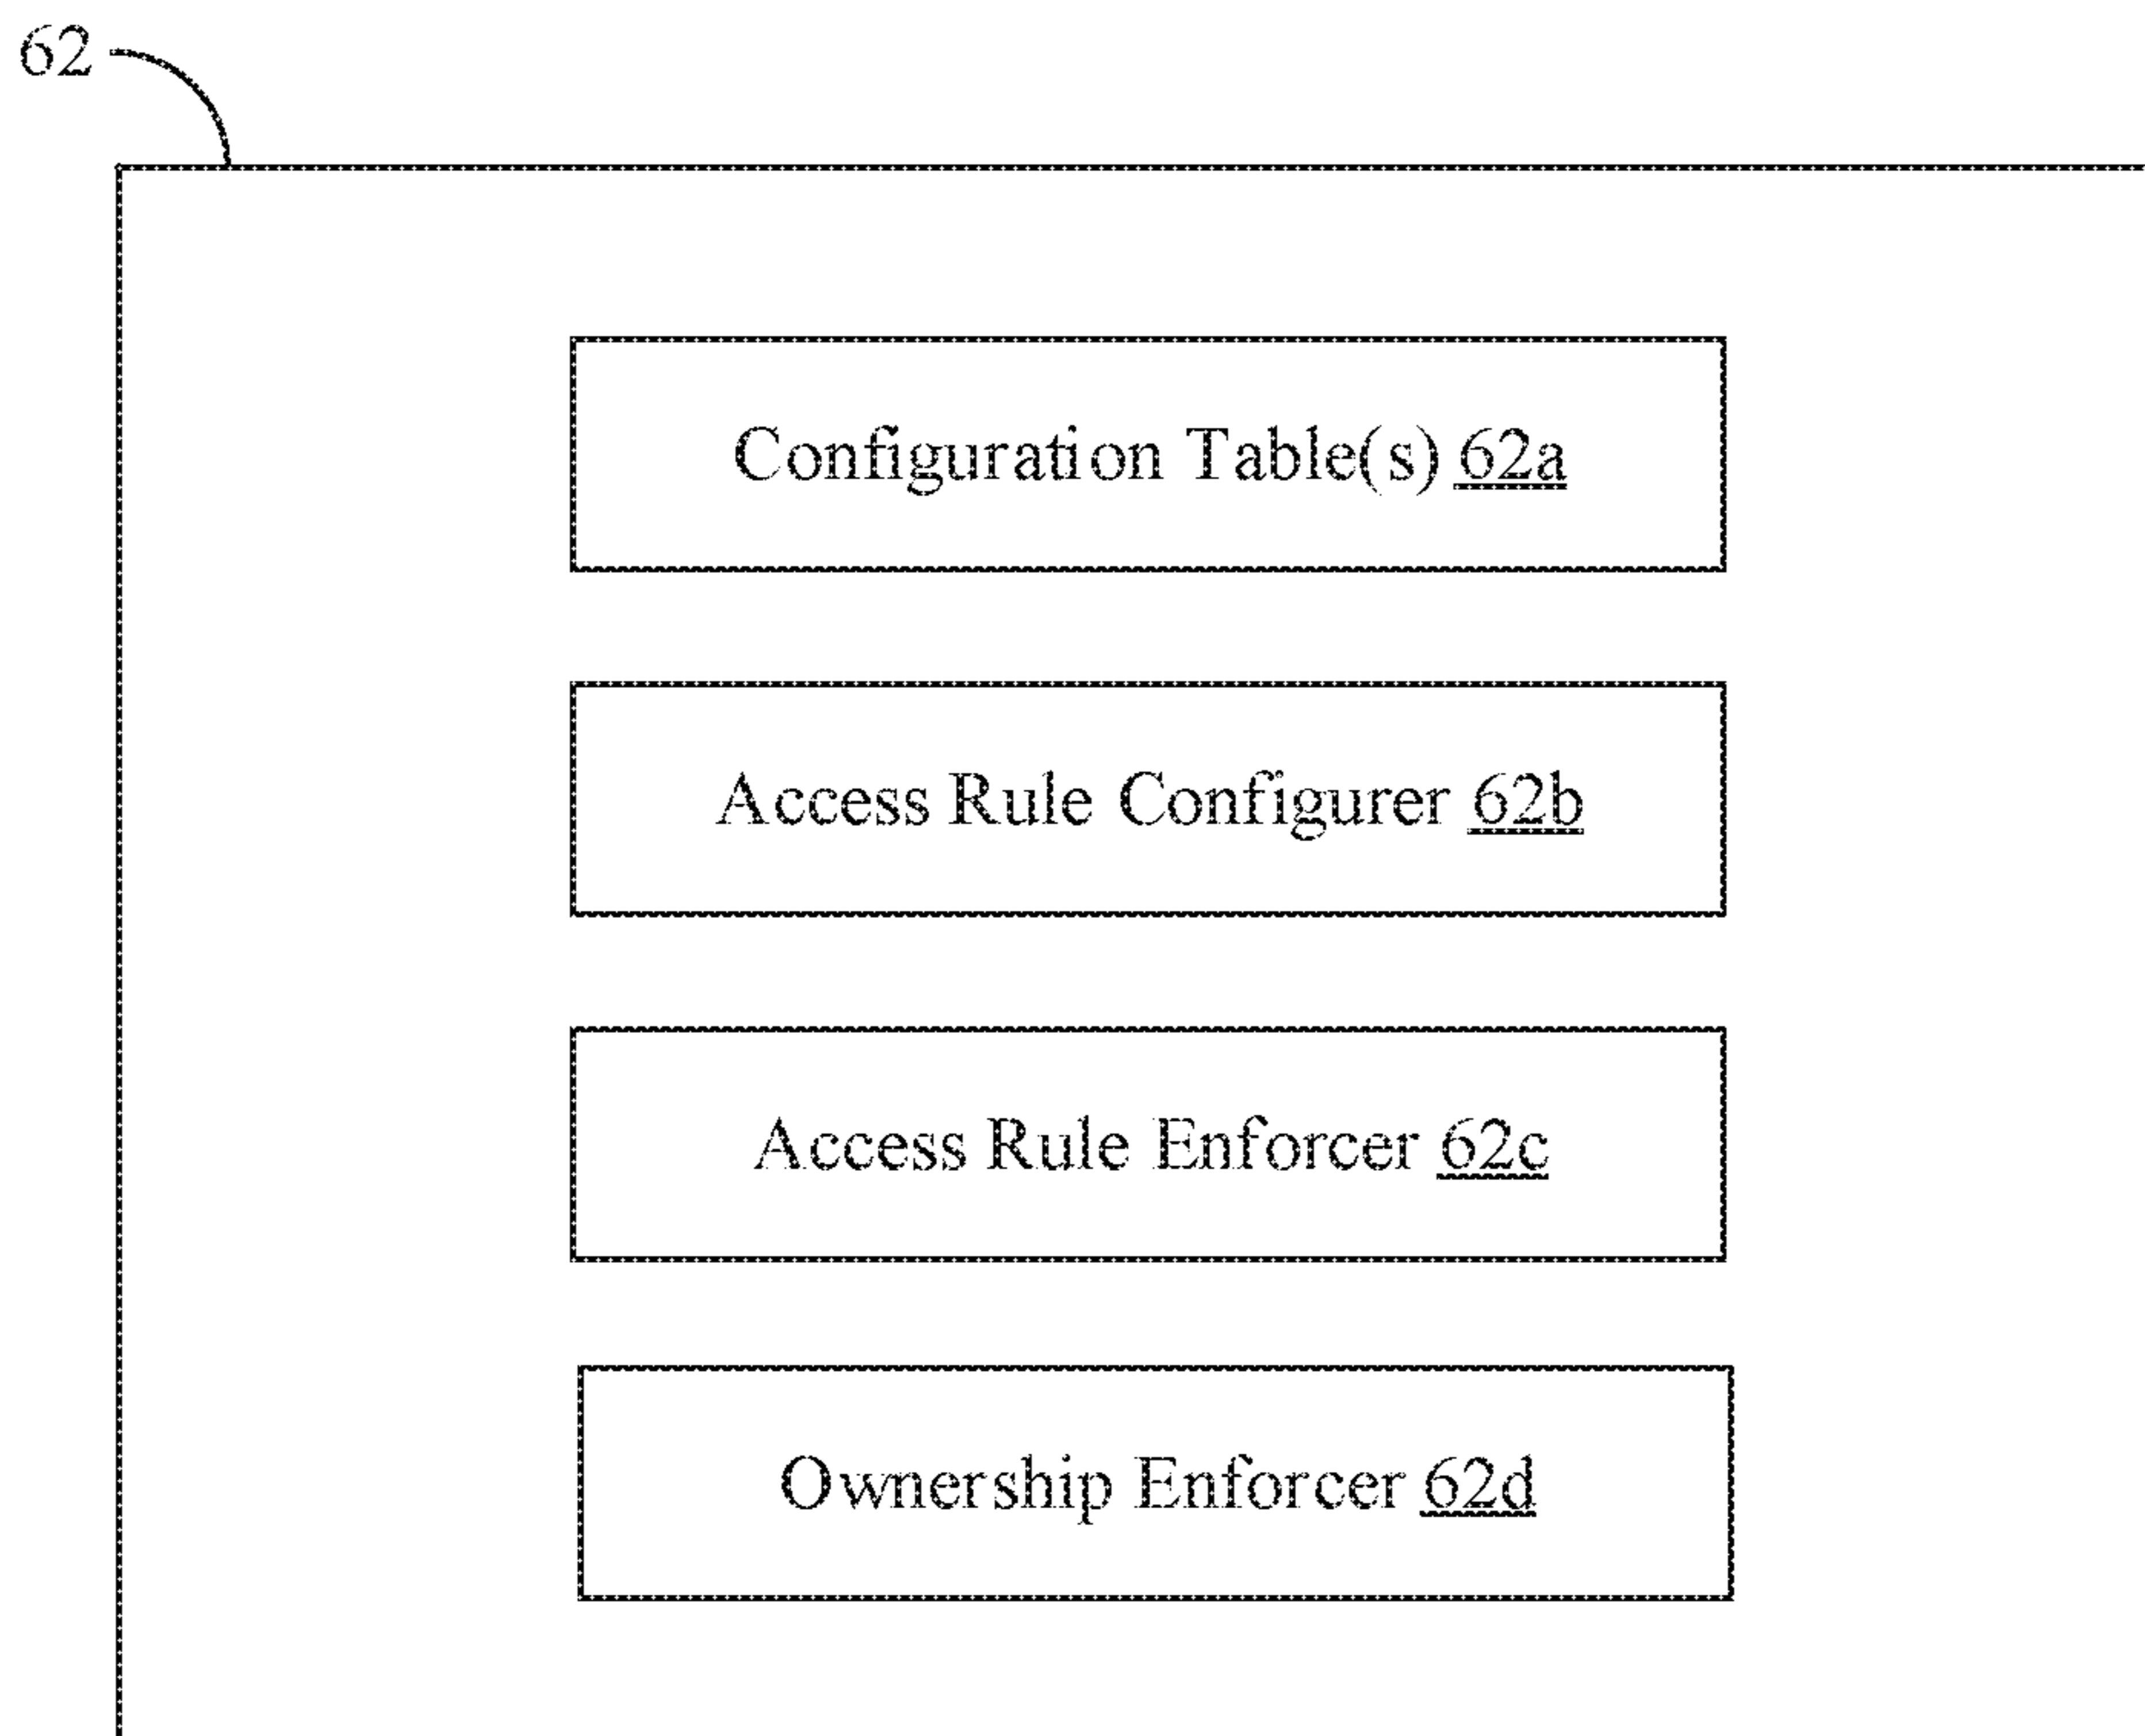 62
Configuration Table(s) 62a
Access Rule Configurer 62b
Access Rule Enforcer 62c
Ownership Enforcer 62d